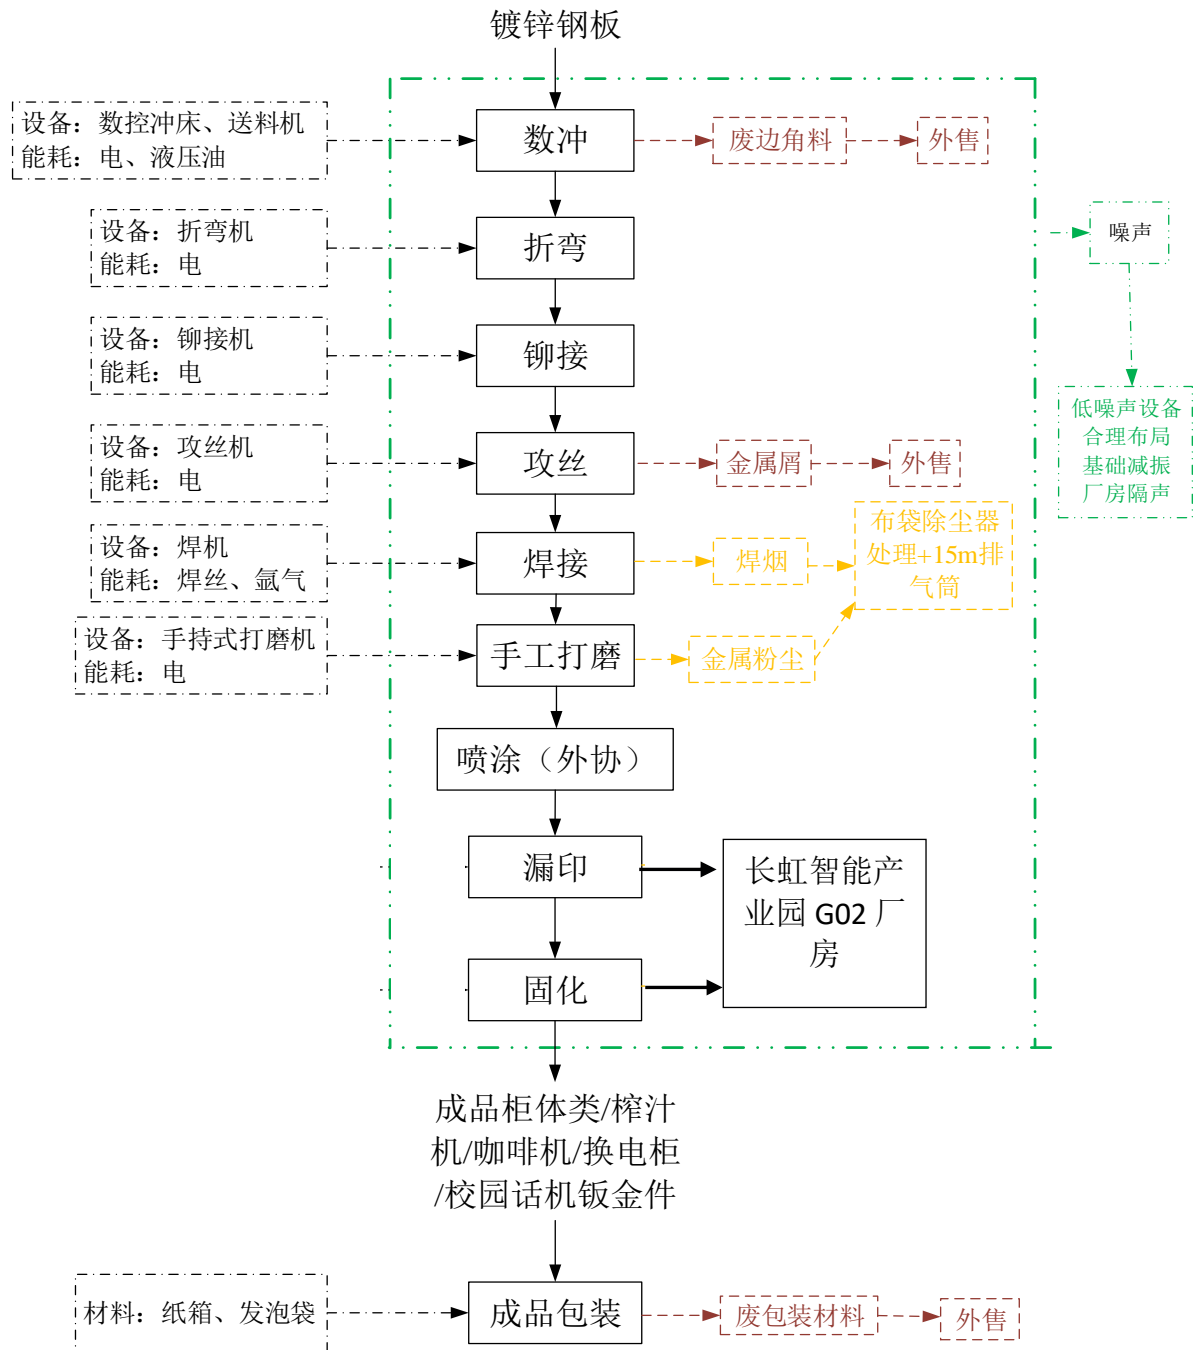 镀锌钢板
设备：数控冲床、送料机
能耗：电、液压油
数冲
废边角料
外售
设备：折弯机
能耗：电
折弯
噪声
设备：铆接机
能耗：电
铆接
低噪声设备
合理布局
基础减振
厂房隔声
设备：攻丝机
能耗：电
攻丝
金属屑
外售
设备：焊机
能耗：焊丝、氩气
焊接
焊烟
布袋除尘器
处理+15m排
气筒
设备：手持式打磨机
能耗：电
手工打磨
金属粉尘
喷涂（外协）
漏印
长虹智能产
业园 G02 厂
房
固化
成品柜体类/榨汁
机/咖啡机/换电柜
/校园话机钣金件
材料：纸箱、发泡袋
成品包装
废包装材料
外售